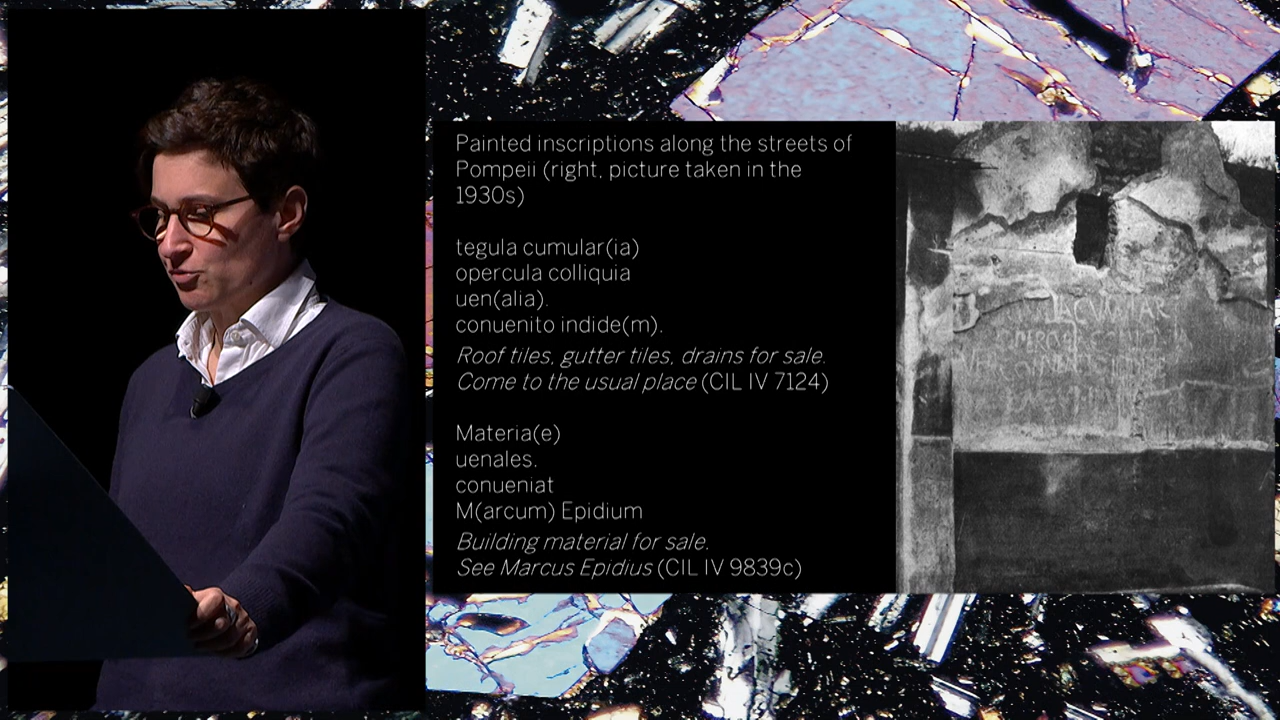 Painted inscriptions along the streets of
Pompeii (right, picture taken in the
1930s)
tegula cumular(ia)
opercula colliquia
uen(alia).
conuenito indide(m).
Roof tiles, gutter tiles, drains for sale.
Come to the usual place (CIL IV 7124)
Materia(e)
uenales.
conueniat
M(arcum) Epidium
Building material for sale.
See Marcus Epidius (CIL IV 9839c)